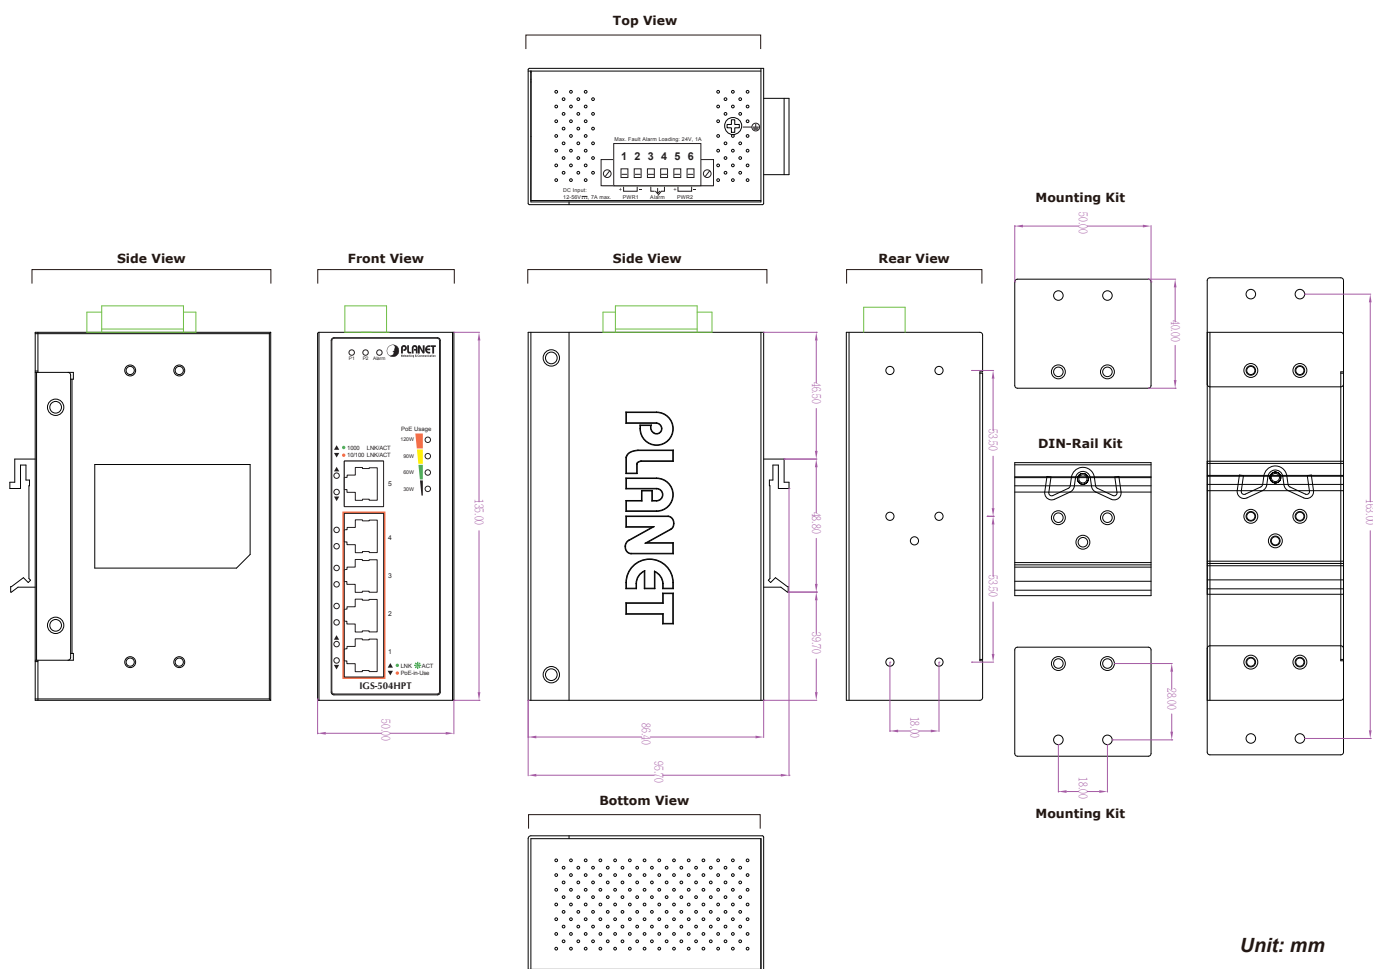 Top View
Max. Fault Alarm Loading: 24V, 1A
1 2 3 4 5 6
DC Input:
12-56V⎓, 7A max.
+ − + −
PWR1 Alarm PWR2
Mounting Kit
50.00
40.00
Side View
Front View
Side View
Rear View
P1 P2 Alarm
PLANET
Networking & Communication
PoE Usage
120W
90W
60W
30W
▲ ● 1000 LNK/ACT
▼ ● 10/100 LNK/ACT
5
4
3
2
1
▲ ● LNK ACT
▼ ● PoE-in-Use
IGS-504HPT
135.00
50.00
PLANET
46.50
48.80
39.70
95.70
53.50
53.50
18.00
DIN-Rail Kit
28.00
18.00
Mounting Kit
163.00
Bottom View
Unit: mm